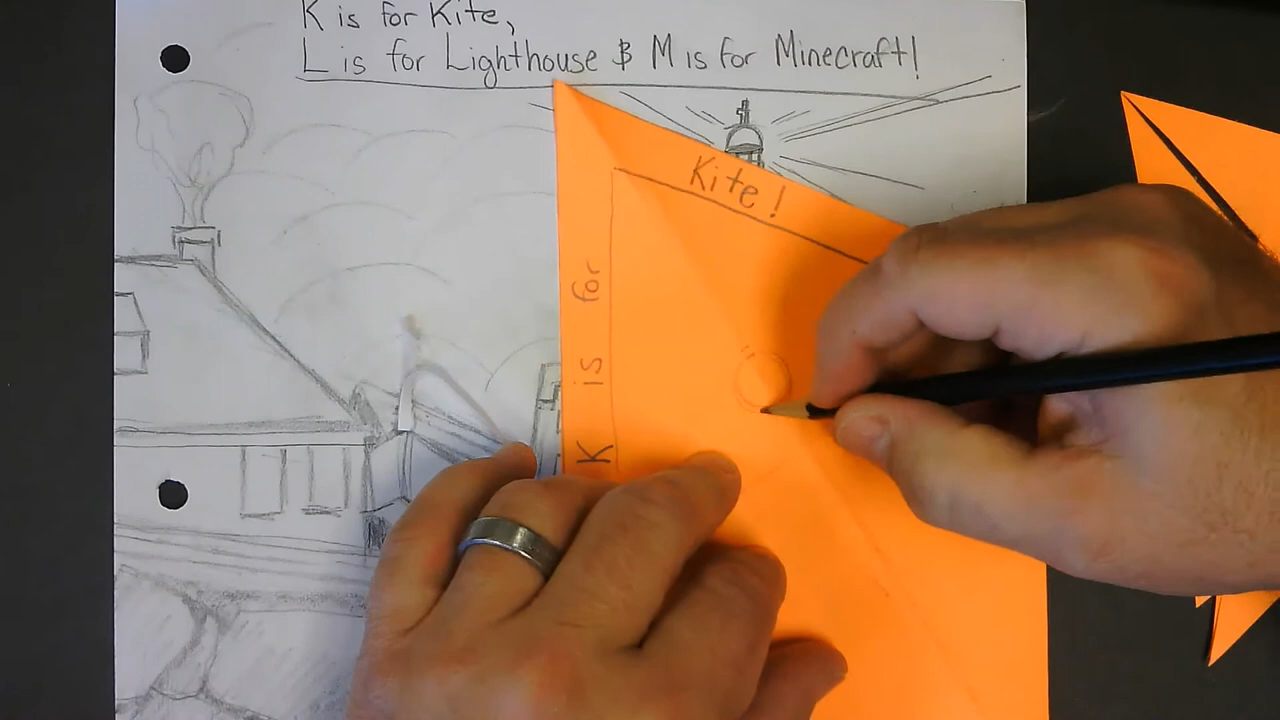 K is for Kite,
L is for Lighthouse & M is for Minecraft!
K is for
Kite!